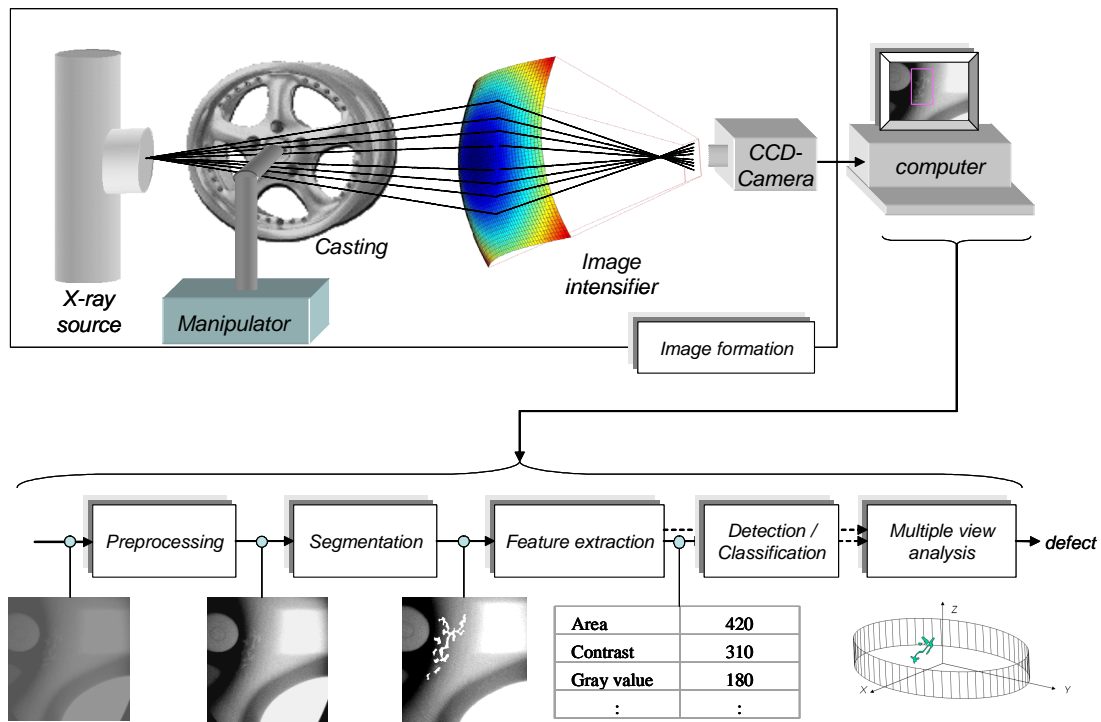 X-ray
source
Manipulator
Casting
Image
intensifier
CCD-
Camera
computer
Image formation
Preprocessing
Segmentation
Feature extraction
Detection /
Classification
Multiple view
analysis
defect
Area 420
Contrast 310
Gray value 180
: :
Z
X
Y